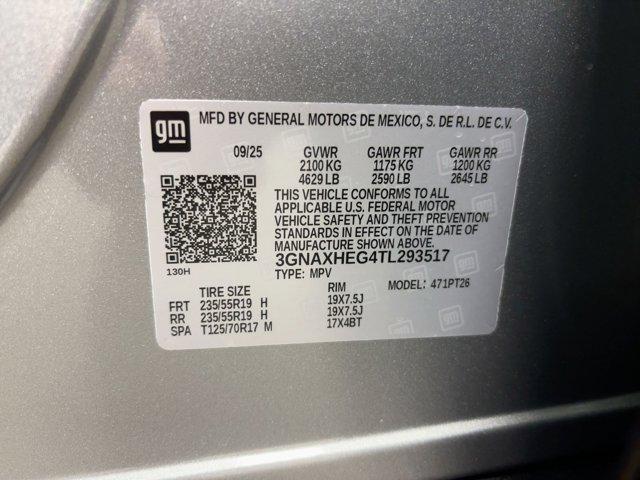 gm
MFD BY GENERAL MOTORS DE MEXICO, S. DE R.L. DE C.V.
09/25 GVWR GAWR FRT GAWR RR
2100 KG 1175 KG 1200 KG
4629 LB 2590 LB 2645 LB
THIS VEHICLE CONFORMS TO ALL
APPLICABLE U.S. FEDERAL MOTOR
VEHICLE SAFETY AND THEFT PREVENTION
STANDARDS IN EFFECT ON THE DATE OF
MANUFACTURE SHOWN ABOVE.
130H
3GNAXHEG4TL293517
TYPE: MPV MODEL: 471PT26
TIRE SIZE RIM
FRT 235/55R19 H 19X7.5J
RR 235/55R19 H 19X7.5J
SPA T125/70R17 M 17X4BT